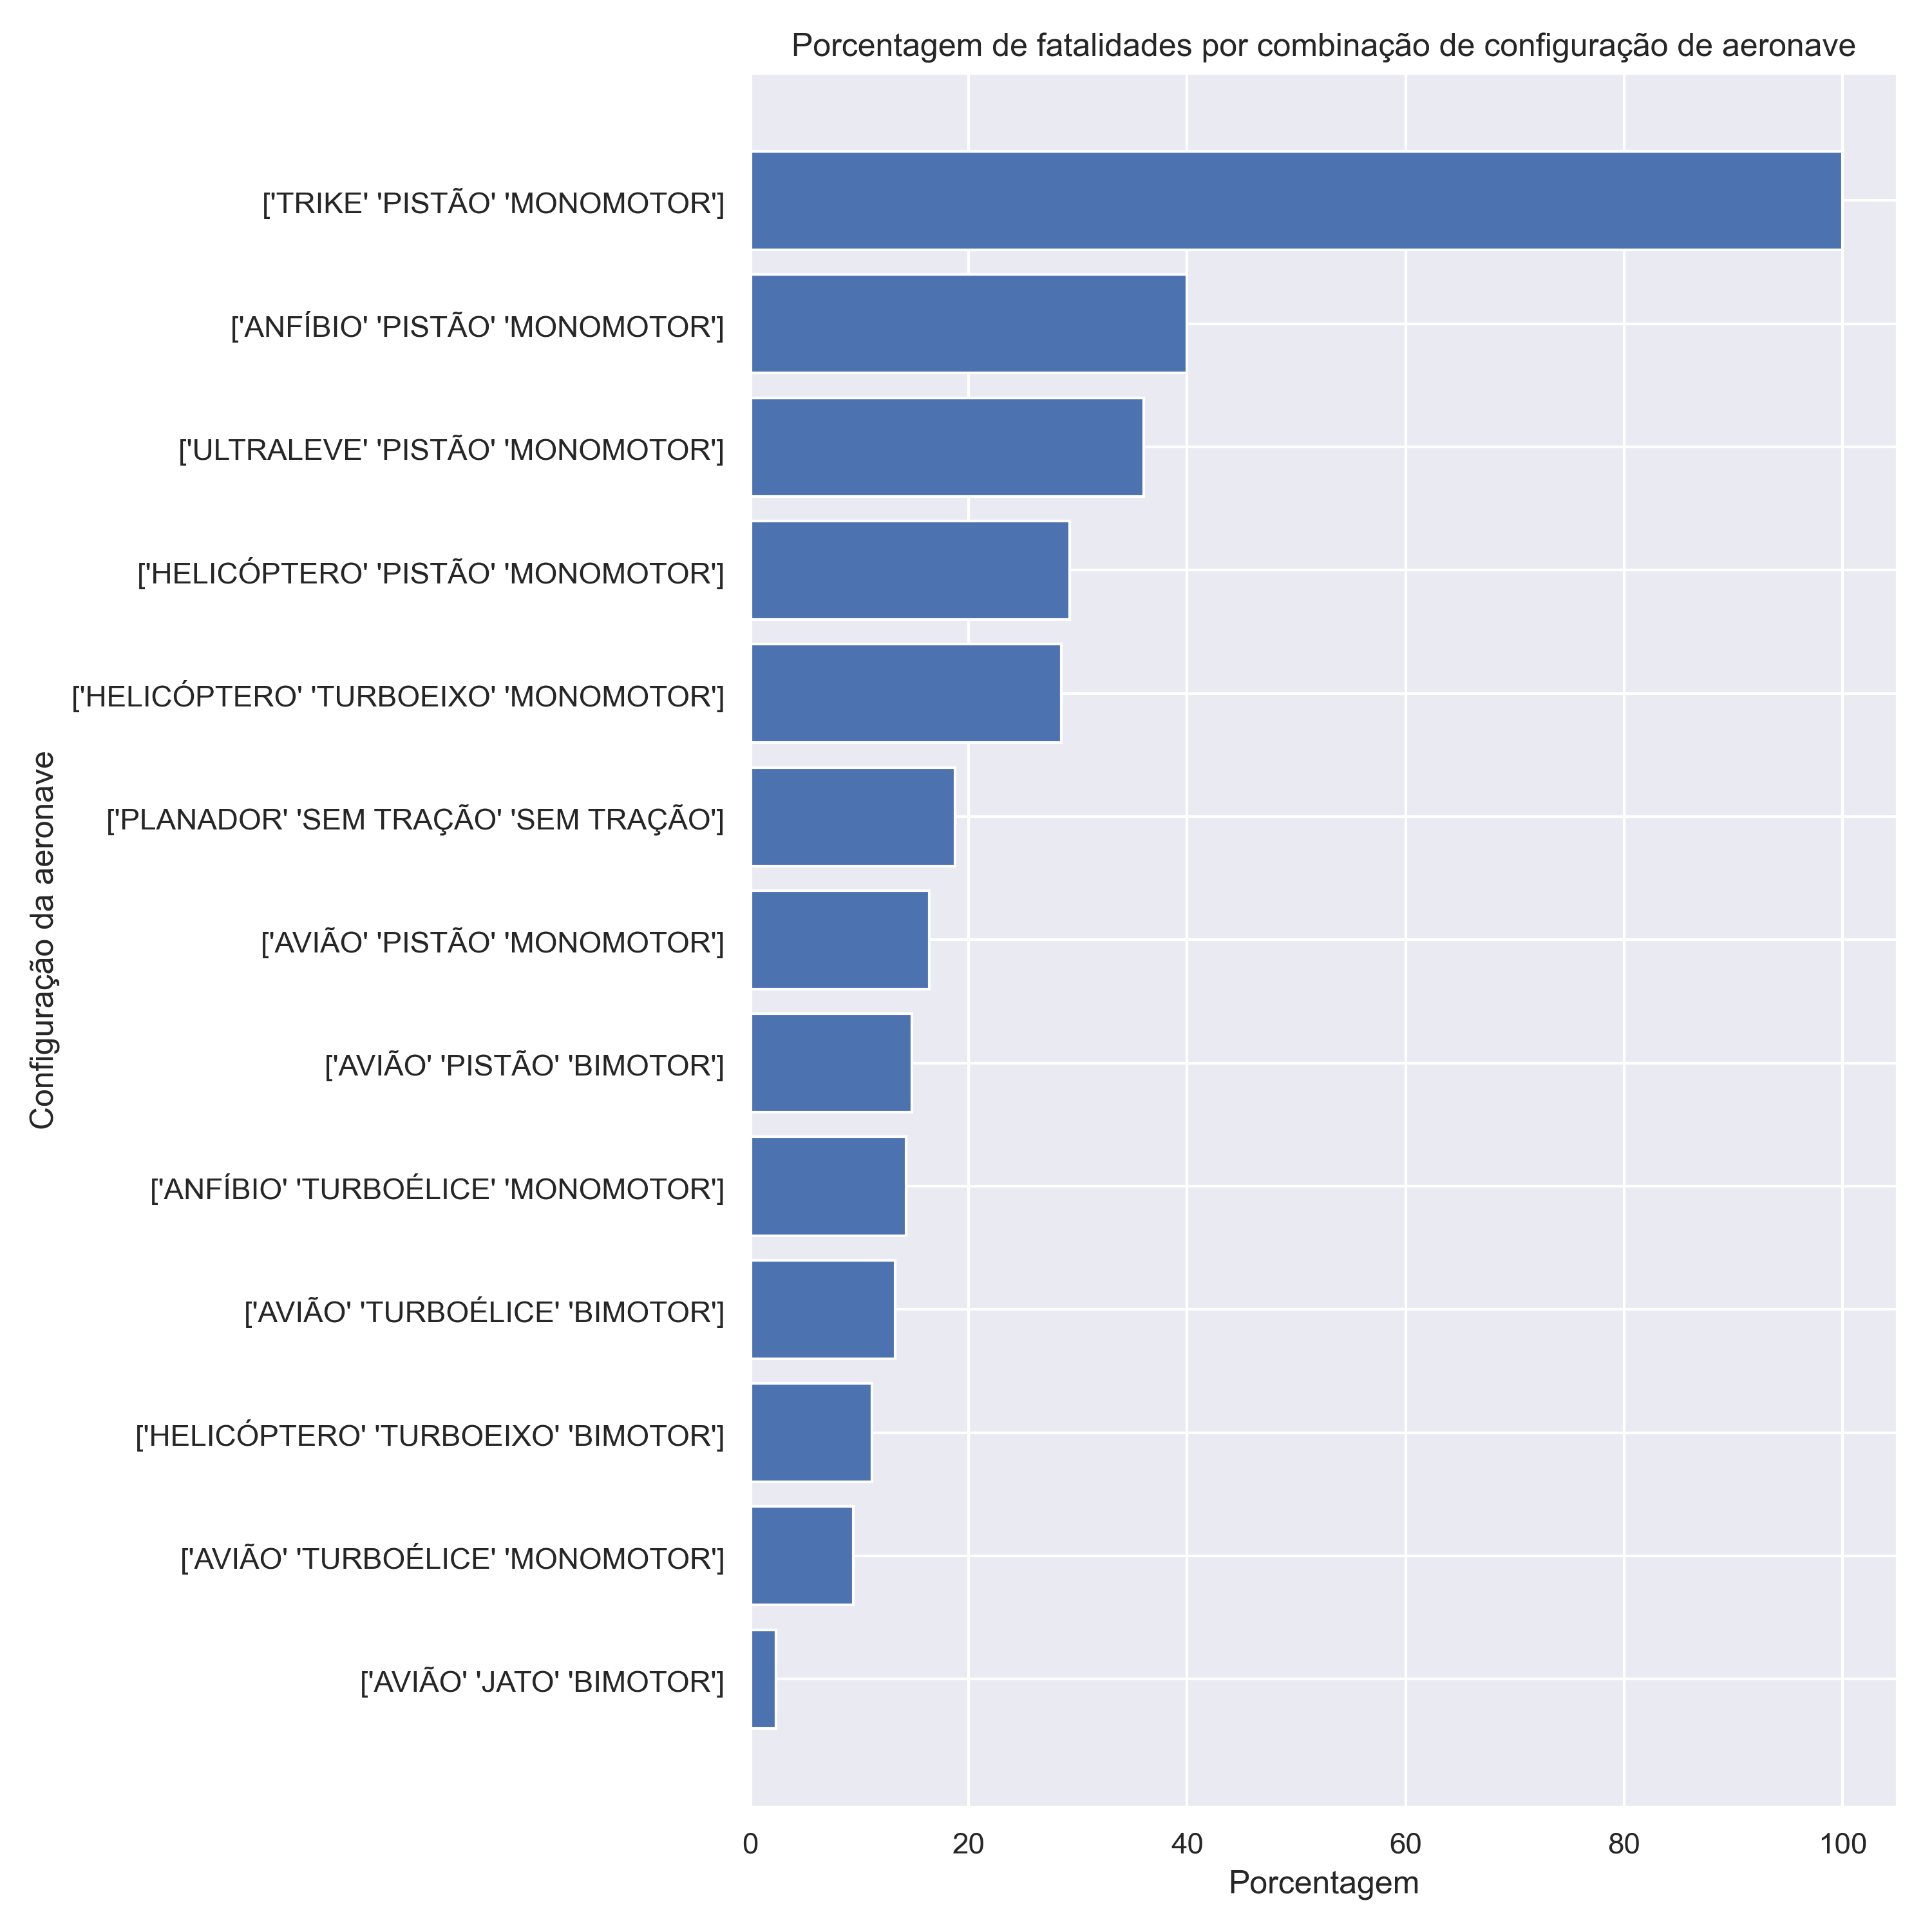 Porcentagem de fatalidades por combinação de configuração de aeronave
['TRIKE' 'PISTÃO' 'MONOMOTOR']
['ANFÍBIO' 'PISTÃO' 'MONOMOTOR']
['ULTRALEVE' 'PISTÃO' 'MONOMOTOR']
['HELICÓPTERO' 'PISTÃO' 'MONOMOTOR']
['HELICÓPTERO' 'TURBOEIXO' 'MONOMOTOR']
['PLANADOR' 'SEM TRAÇÃO' 'SEM TRAÇÃO']
['AVIÃO' 'PISTÃO' 'MONOMOTOR']
['AVIÃO' 'PISTÃO' 'BIMOTOR']
['ANFÍBIO' 'TURBOÉLICE' 'MONOMOTOR']
['AVIÃO' 'TURBOÉLICE' 'BIMOTOR']
['HELICÓPTERO' 'TURBOEIXO' 'BIMOTOR']
['AVIÃO' 'TURBOÉLICE' 'MONOMOTOR']
['AVIÃO' 'JATO' 'BIMOTOR']
Configuração da aeronave
0 20 40 60 80 100
Porcentagem